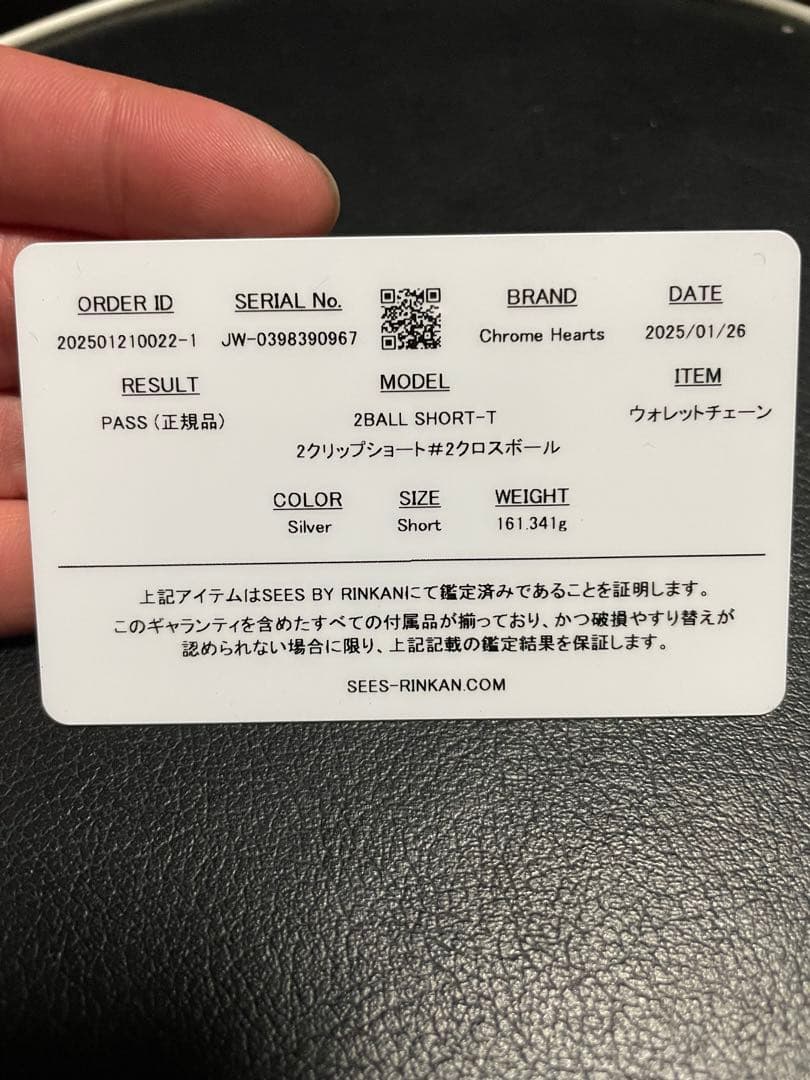 ORDER ID SERIAL No. BRAND DATE
202501210022-1 JW-0398390967 Chrome Hearts 2025/01/26
RESULT MODEL ITEM
PASS (正規品) 2BALL SHORT-T ウォレットチェーン
2クリップショート#2クロスボール
COLOR SIZE WEIGHT
Silver Short 161.341g
上記アイテムはSEES BY RINKANにて鑑定済みであることを証明します。
このギャランティを含めたすべての付属品が揃っており、かつ破損やすり替えが
認められない場合に限り、上記記載の鑑定結果を保証します。
SEES-RINKAN.COM